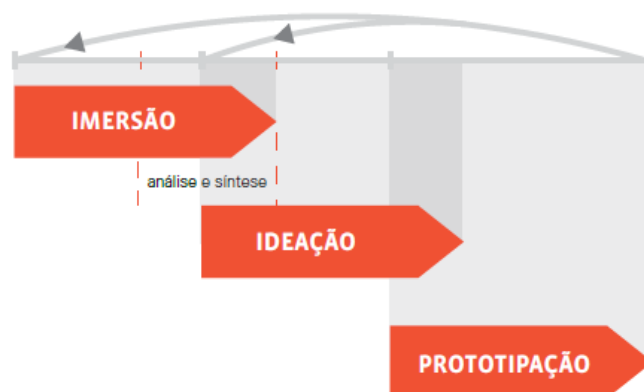 IMERSÃO
análise e síntese
IDEAÇÃO
PROTOTIPAÇÃO